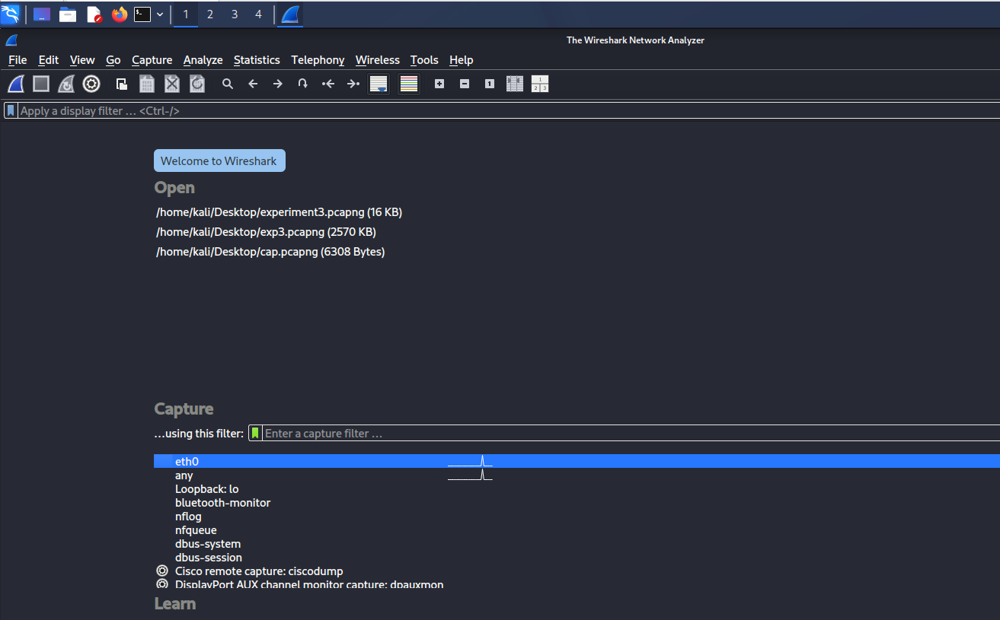 1 2 3 4
The Wireshark Network Analyzer
File Edit View Go Capture Analyze Statistics Telephony Wireless Tools Help
Apply a display filter … <Ctrl-/>
Welcome to Wireshark
Open
/home/kali/Desktop/experiment3.pcapng (16 KB)
/home/kali/Desktop/exp3.pcapng (2570 KB)
/home/kali/Desktop/cap.pcapng (6308 Bytes)
Capture
…using this filter: Enter a capture filter …
eth0
any
Loopback: lo
bluetooth-monitor
nflog
nfqueue
dbus-system
dbus-session
Cisco remote capture: ciscodump
DisplayPort AUX channel monitor capture: dpauxmon
Learn